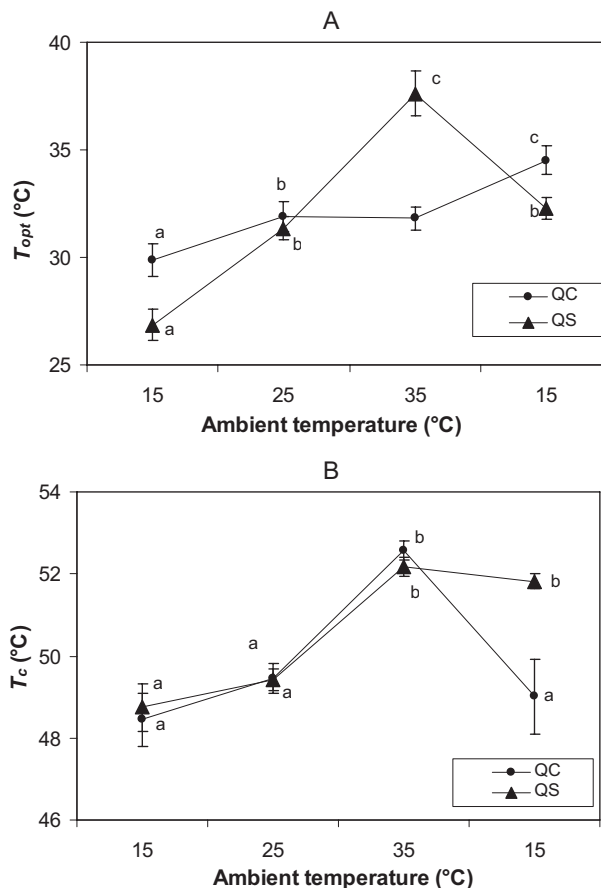 A
40
35
30
25
T_opt (°C)
a
a
b
b
c
c
b
QC
QS
15 25 35 15
Ambient temperature (°C)
B
54
52
50
48
46
T_c (°C)
a
a
a
a
b
b
b
a
QC
QS
15 25 35 15
Ambient temperature (°C)